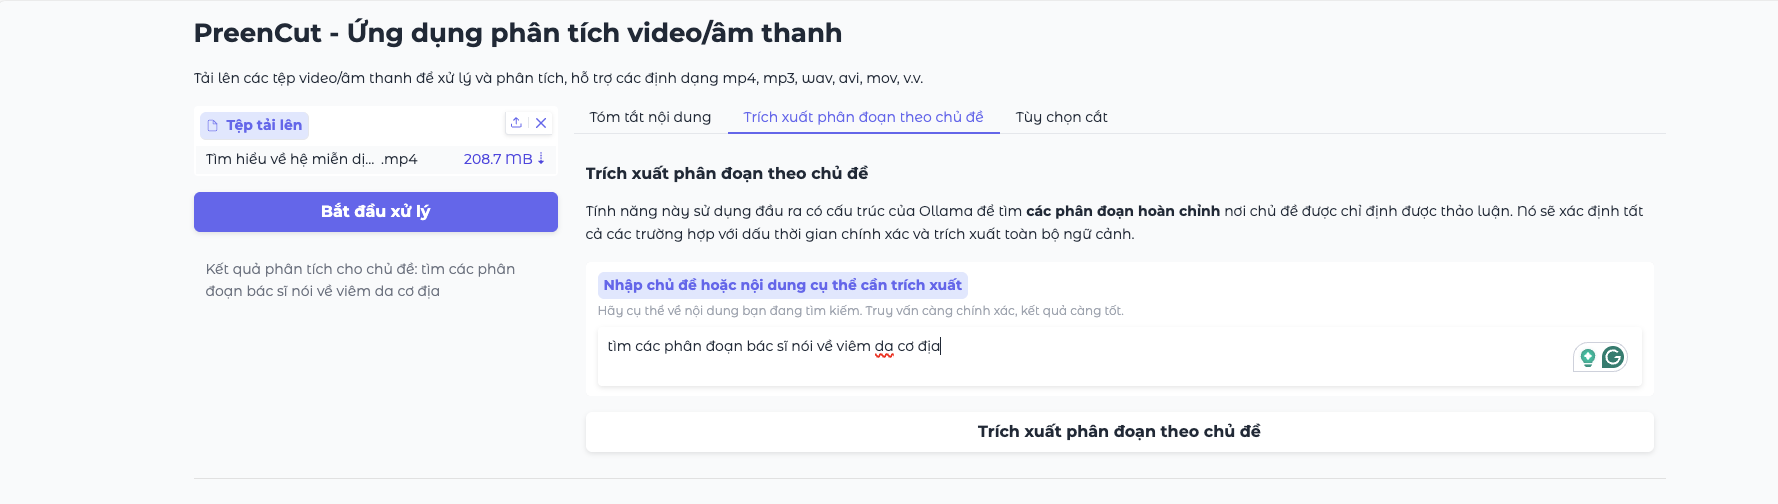 PreenCut - Ứng dụng phân tích video/âm thanh
Tải lên các tệp video/âm thanh để xử lý và phân tích, hỗ trợ các định dạng mp4, mp3, wav, avi, mov, v.v.
Tệp tải lên
Tìm hiểu về hệ miễn dị... .mp4 208.7 MB ↓
Bắt đầu xử lý
Kết quả phân tích cho chủ đề: tìm các phân
đoạn bác sĩ nói về viêm da cơ địa
Tóm tắt nội dung Trích xuất phân đoạn theo chủ đề Tùy chọn cắt
Trích xuất phân đoạn theo chủ đề
Tính năng này sử dụng đầu ra có cấu trúc của Ollama để tìm các phân đoạn hoàn chỉnh nơi chủ đề được chỉ định được thảo luận. Nó sẽ xác định tất
cả các trường hợp với dấu thời gian chính xác và trích xuất toàn bộ ngữ cảnh.
Nhập chủ đề hoặc nội dung cụ thể cần trích xuất
Hãy cụ thể về nội dung bạn đang tìm kiếm. Truy vấn càng chính xác, kết quả càng tốt.
tìm các phân đoạn bác sĩ nói về viêm da cơ địa
Trích xuất phân đoạn theo chủ đề